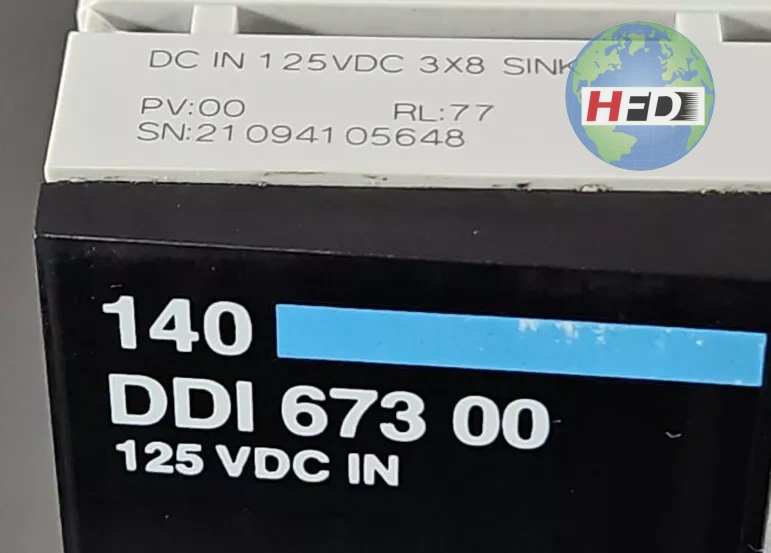 DC IN 125VDC 3X8 SINK
HFD
PV:00 RL:77
SN:21094105648
140
DDI 673 00
125 VDC IN